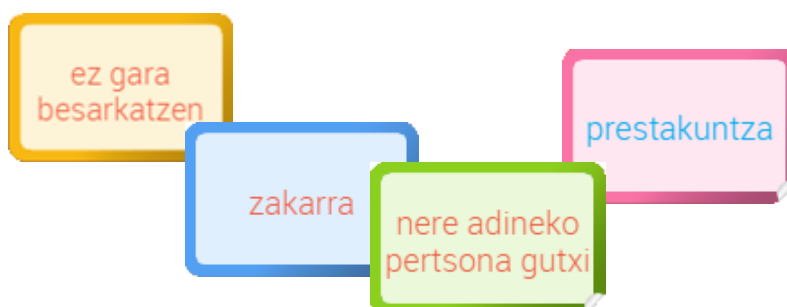 ez gara
besarkatzen
zakarra
nere adineko
pertsona gutxi
prestakuntza